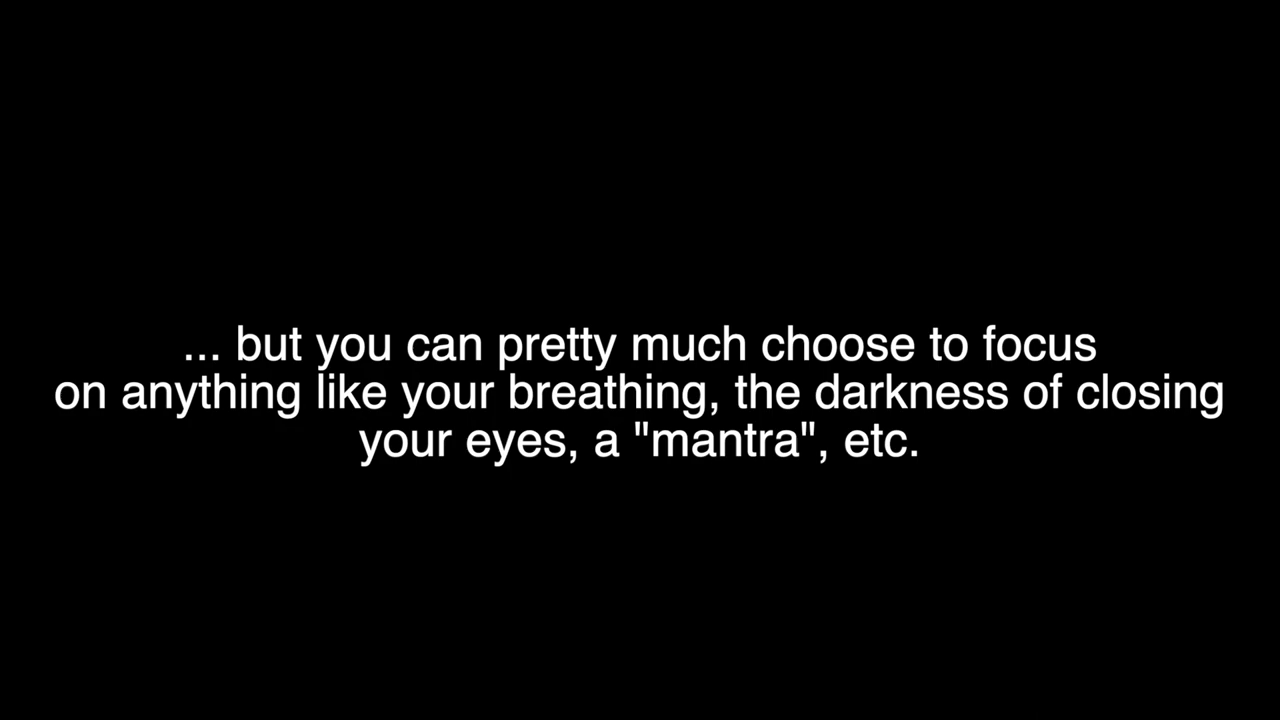 ... but you can pretty much choose to focus
on anything like your breathing, the darkness of closing
your eyes, a "mantra", etc.